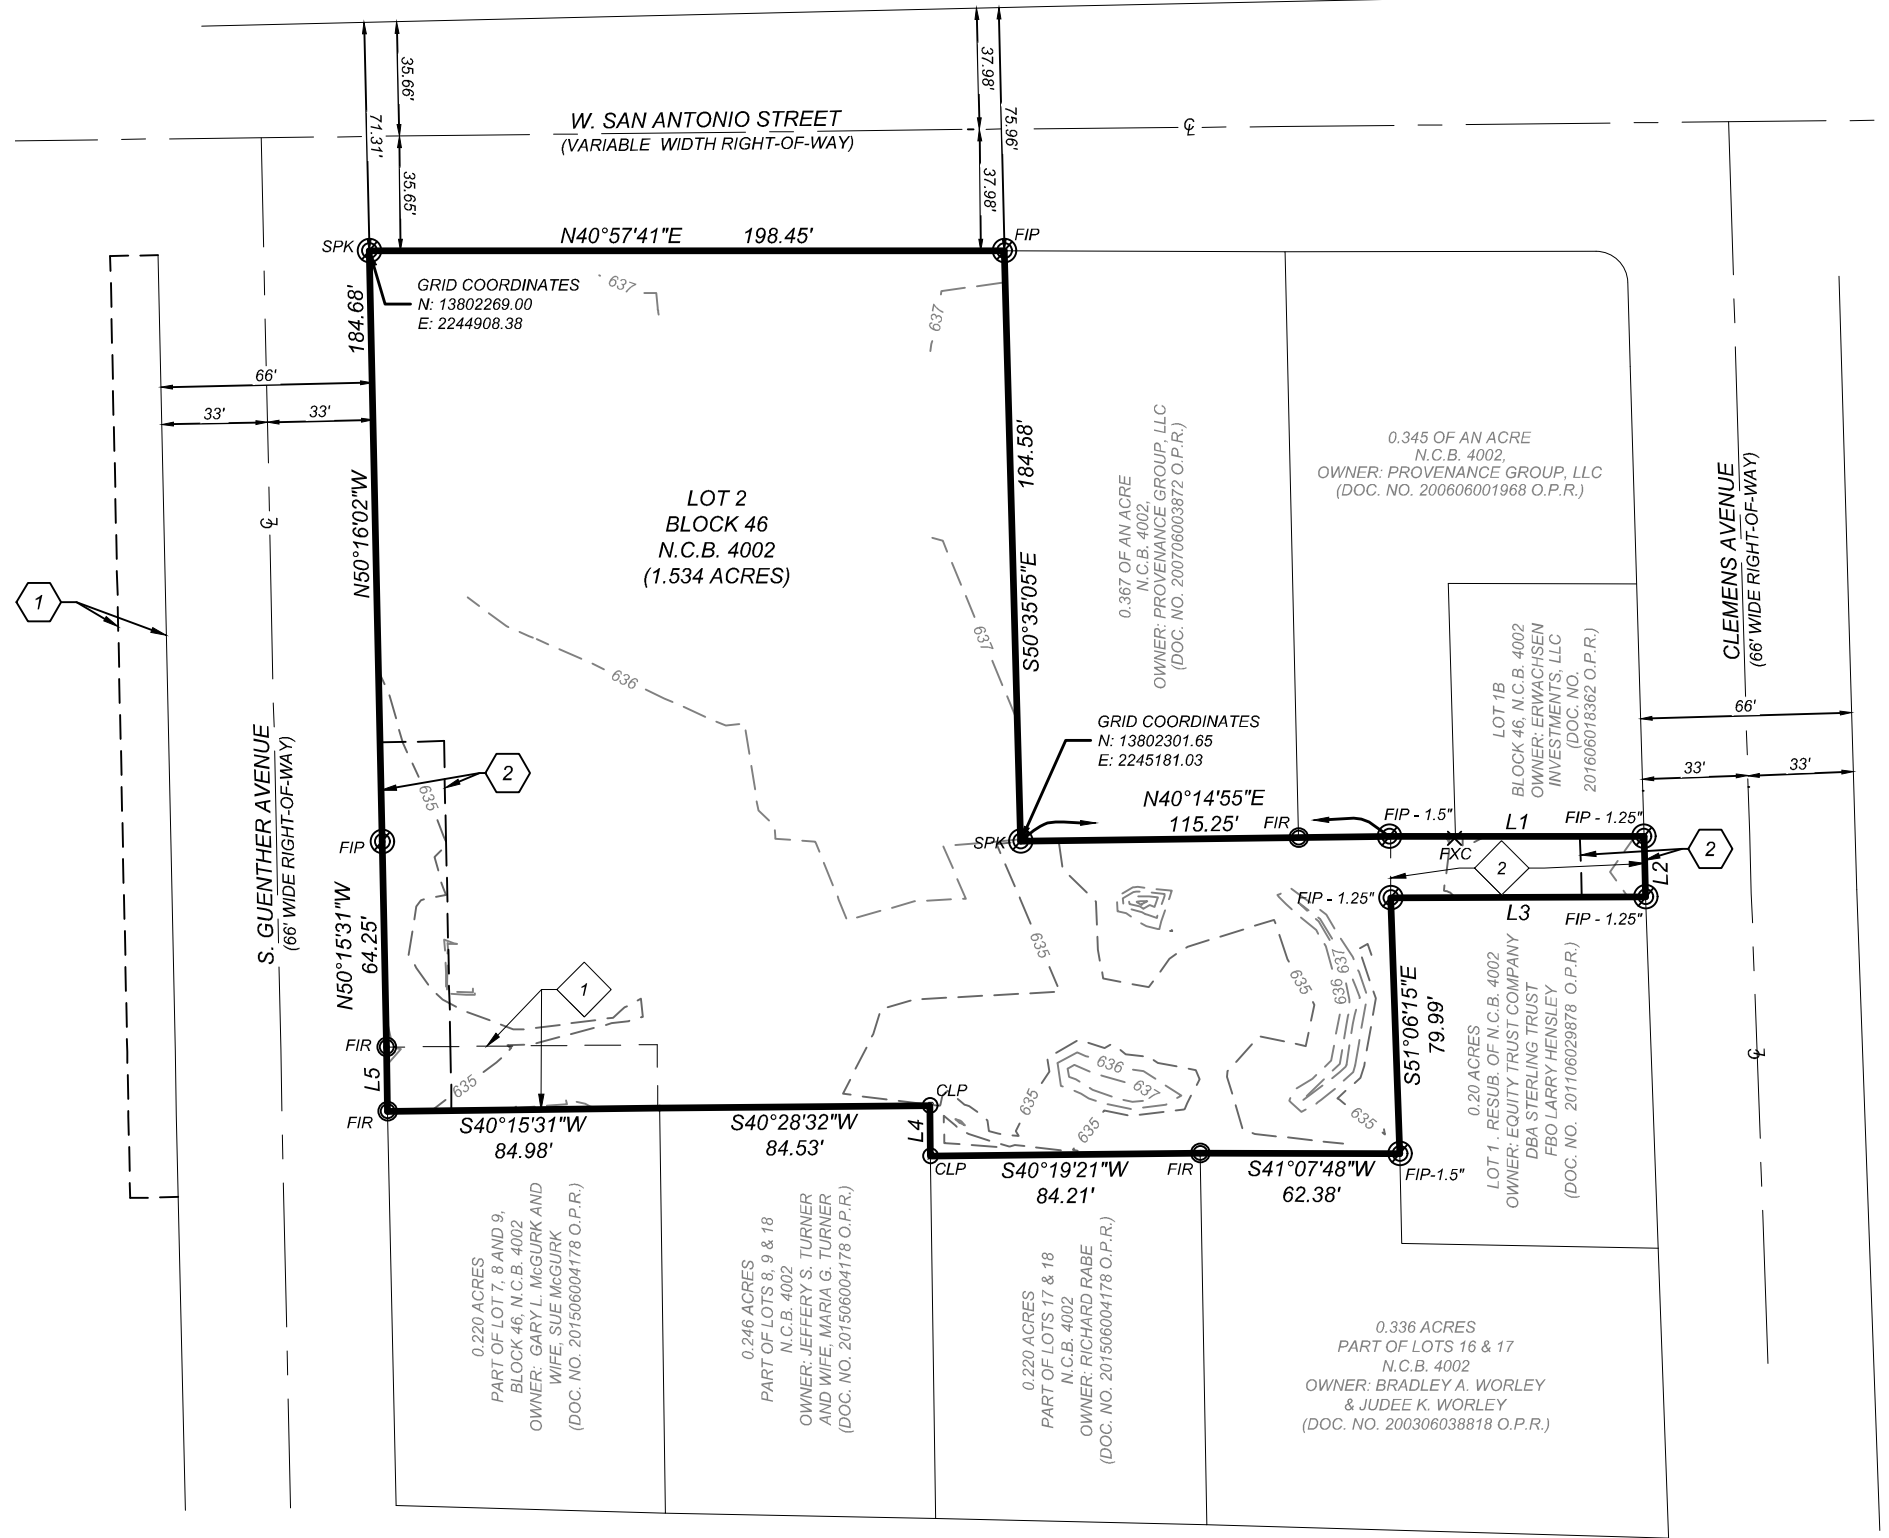 35.66'
71.31'
35.65'
37.98'
75.96'
37.98'
W. SAN ANTONIO STREET
(VARIABLE WIDTH RIGHT-OF-WAY)
℄
SPK
N40°57'41"E 198.45'
FIP
GRID COORDINATES
N: 13802269.00
E: 2244908.38
637
637
184.68'
66'
33'
33'
N50°16'02"W
℄
LOT 2
BLOCK 46
N.C.B. 4002
(1.534 ACRES)
184.58'
S50°35'05"E
0.367 OF AN ACRE
N.C.B. 4002,
OWNER: PROVENANCE GROUP, LLC
(DOC. NO. 200706003872 O.P.R.)
0.345 OF AN ACRE
N.C.B. 4002,
OWNER: PROVENANCE GROUP, LLC
(DOC. NO. 200606001968 O.P.R.)
CLEMENS AVENUE
(66' WIDE RIGHT-OF-WAY)
1
636
637
LOT 1B
BLOCK 46, N.C.B. 4002
OWNER: ERWACHSEN
INVESTMENTS, LLC
(DOC. NO.
201606018362 O.P.R.)
66'
33'
33'
S. GUENTHER AVENUE
(66' WIDE RIGHT-OF-WAY)
2
635
GRID COORDINATES
N: 13802301.65
E: 2245181.03
N40°14'55"E
115.25'
FIR
FIP - 1.5"
L1
FIP - 1.25"
FIP
SPK
FXC
2
2
L2
FIP - 1.25"
L3
FIP - 1.25"
N50°15'31"W
64.25'
635
635
636
637
1
S51°06'15"E
79.99'
℄
LOT 1, RESUB. OF N.C.B. 4002
0.20 ACRES
OWNER: EQUITY TRUST COMPANY
DBA STERLING TRUST
FBO LARRY HENSLEY
(DOC. NO. 201106029878 O.P.R.)
FIR
L5
635
636
637
635
635
635
CLP
FIR
S40°15'31"W
84.98'
S40°28'32"W
84.53'
L4
CLP
S40°19'21"W
84.21'
FIR
S41°07'48"W
62.38'
FIP-1.5"
0.220 ACRES
PART OF LOT 7, 8 AND 9,
BLOCK 46, N.C.B. 4002
OWNER: GARY L. McGURK AND
WIFE, SUE McGURK
(DOC. NO. 201506004178 O.P.R.)
0.246 ACRES
PART OF LOTS 8, 9 & 18
N.C.B. 4002
OWNER: JEFFERY S. TURNER
AND WIFE, MARIA G. TURNER
(DOC. NO. 201506004178 O.P.R.)
0.220 ACRES
PART OF LOTS 17 & 18
N.C.B. 4002
OWNER: RICHARD RABE
(DOC. NO. 201506004178 O.P.R.)
0.336 ACRES
PART OF LOTS 16 & 17
N.C.B. 4002
OWNER: BRADLEY A. WORLEY
& JUDEE K. WORLEY
(DOC. NO. 200306038818 O.P.R.)